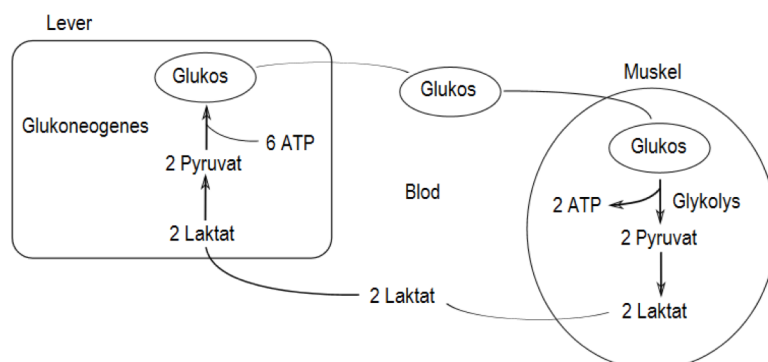 Lever
Glukos
Glukoneogenes
6 ATP
2 Pyruvat
2 Laktat
Glukos
Blod
2 Laktat
Muskel
Glukos
2 ATP
Glykolys
2 Pyruvat
2 Laktat